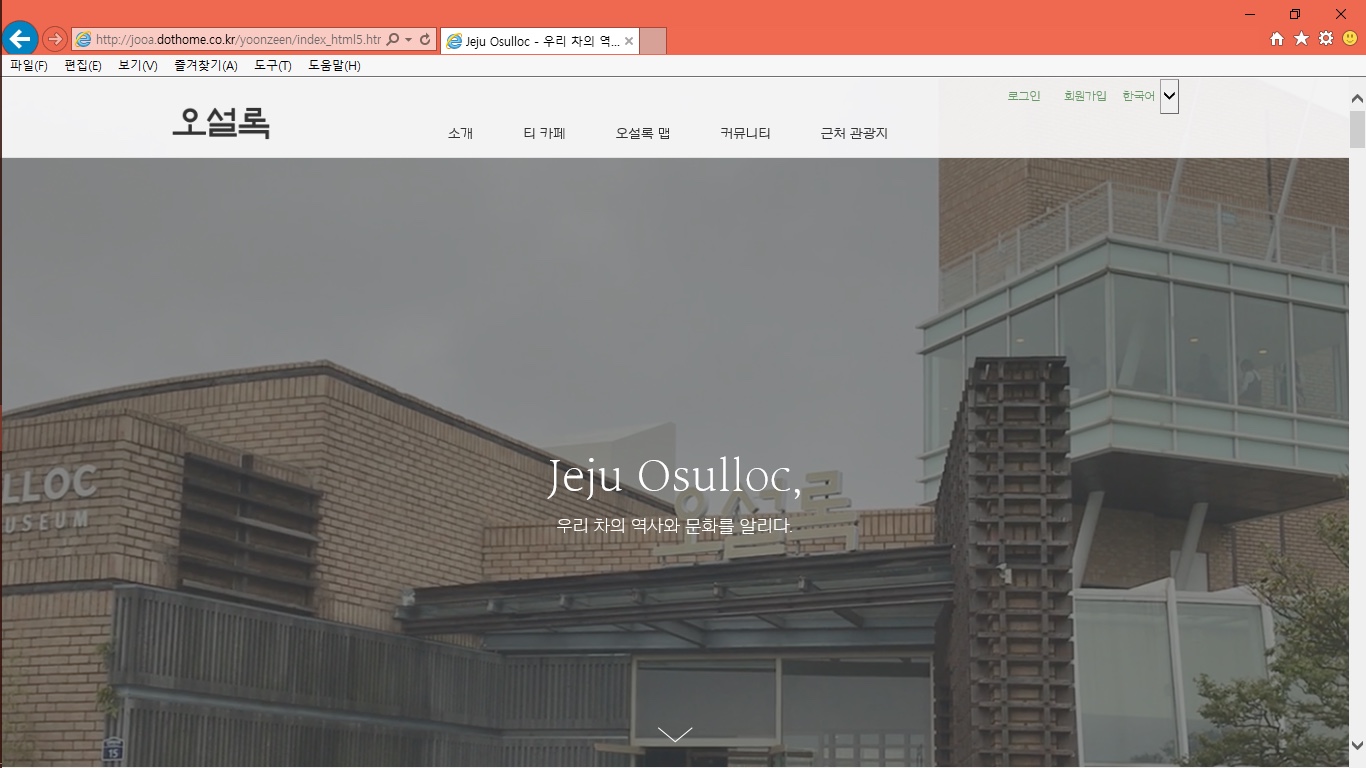 http://jooa.dothome.co.kr/yoonzeen/index_html5.htr
Jeju Osulloc - 우리 차의 역...
파일(F) 편집(E) 보기(V) 즐겨찾기(A) 도구(T) 도움말(H)
로그인 회원가입 한국어
오설록
소개 티 카페 오설록 맵 커뮤니티 근처 관광지
LLOC
USEUM
오설록
Jeju Osulloc,
우리 차의 역사와 문화를 알리다.
15